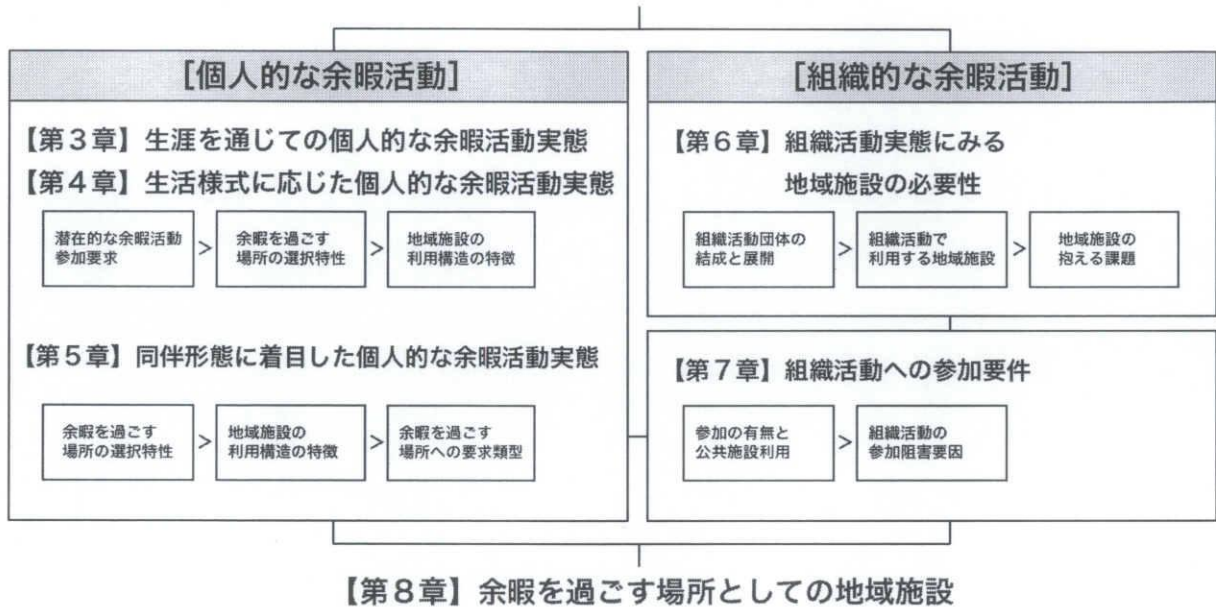 [個人的な余暇活動]
【第3章】生涯を通じての個人的な余暇活動実態
【第4章】生活様式に応じた個人的な余暇活動実態
潜在的な余暇活動
参加要求
>
余暇を過ごす
場所の選択特性
>
地域施設の
利用構造の特徴
【第5章】同伴形態に着目した個人的な余暇活動実態
余暇を過ごす
場所の選択特性
>
地域施設の
利用構造の特徴
>
余暇を過ごす
場所への要求類型
[組織的な余暇活動]
【第6章】組織活動実態にみる
地域施設の必要性
組織活動団体の
結成と展開
>
組織活動で
利用する地域施設
>
地域施設の
抱える課題
【第7章】組織活動への参加要件
参加の有無と
公共施設利用
>
組織活動の
参加阻害要因
【第8章】余暇を過ごす場所としての地域施設